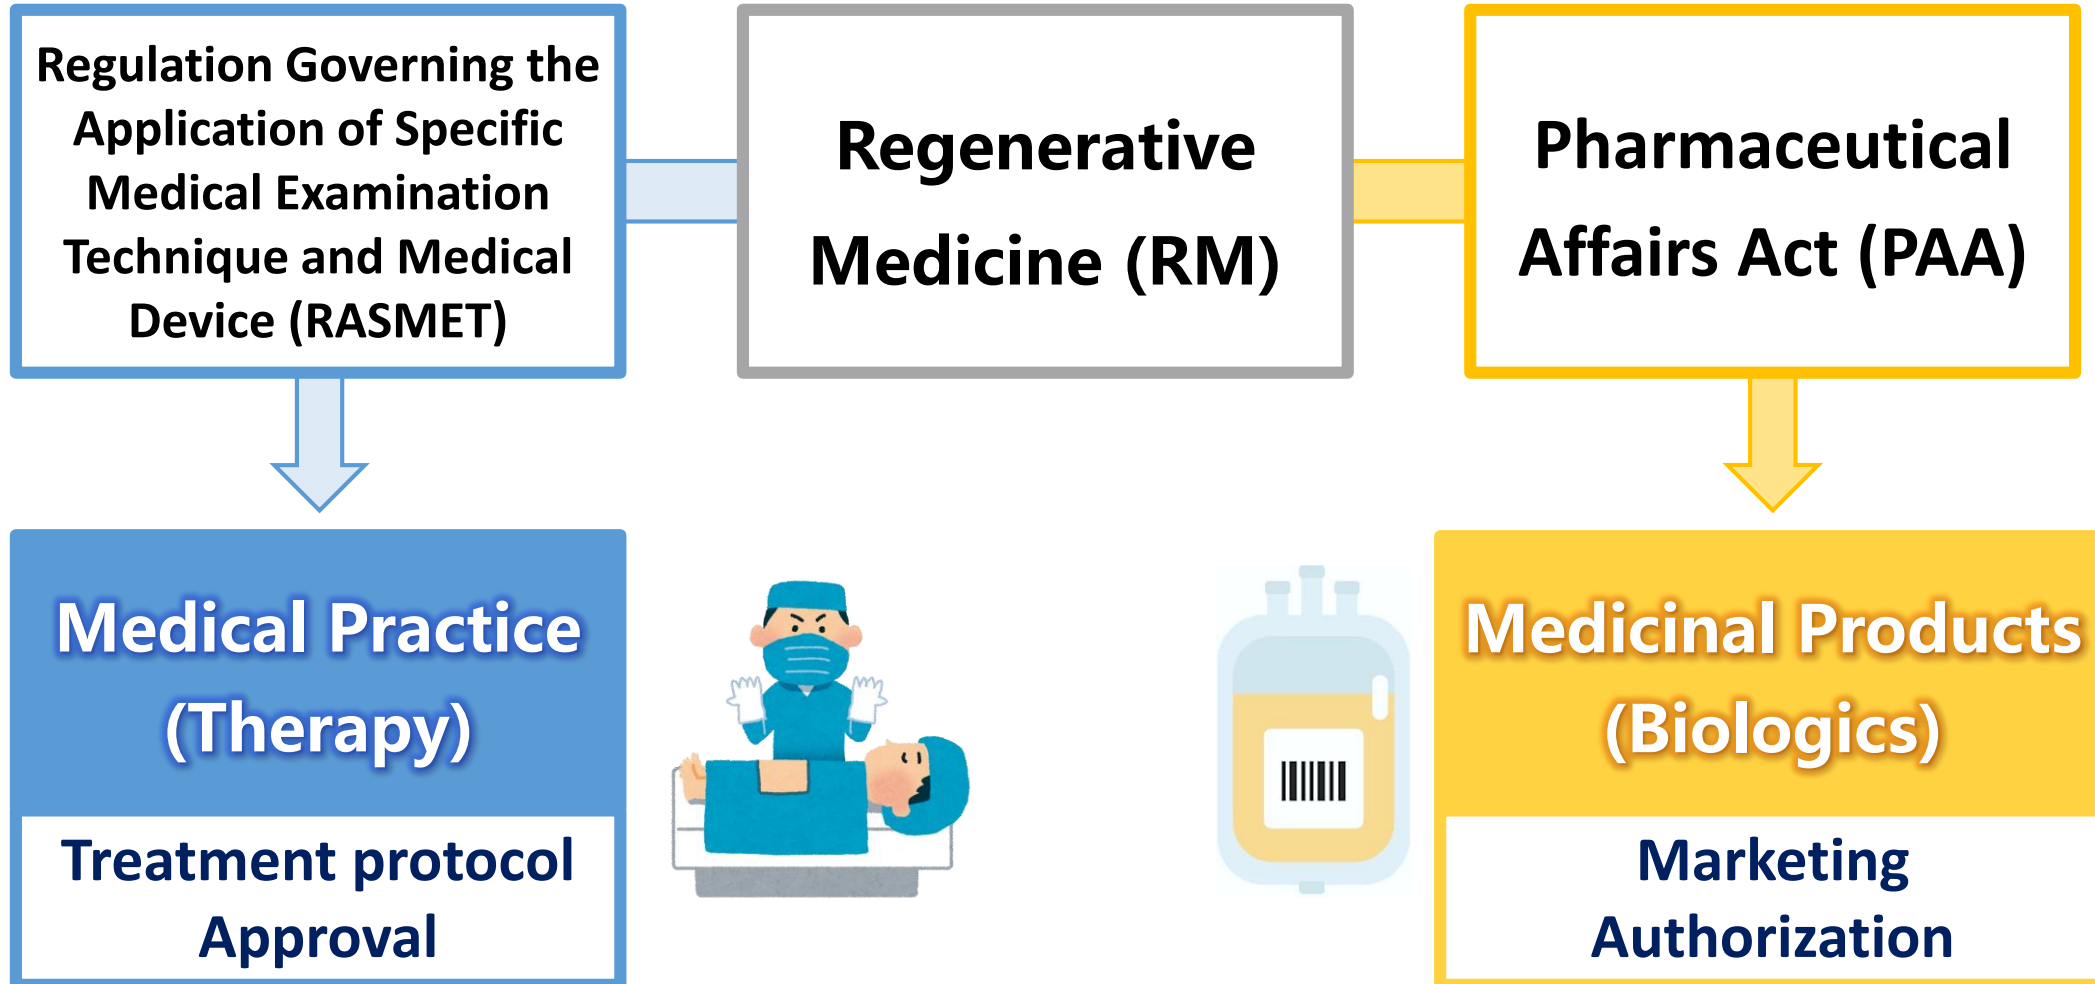 Regulation Governing the
Application of Specific
Medical Examination
Technique and Medical
Device (RASMET)
Regenerative
Medicine (RM)
Pharmaceutical
Affairs Act (PAA)
Medical Practice
(Therapy)
Treatment protocol
Approval
Medicinal Products
(Biologics)
Marketing
Authorization